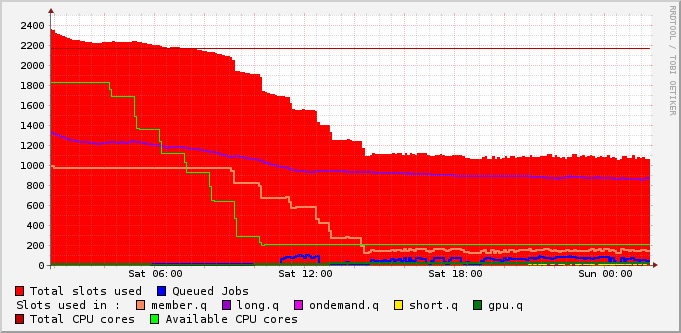 RRDTOOL / TOBI OETIKER
2400
2200
2000
1800
1600
1400
1200
1000
800
600
400
200
0
Sat 06:00 Sat 12:00 Sat 18:00 Sun 00:00
Total slots used Queued Jobs
Slots used in : member.q long.q ondemand.q short.q gpu.q
Total CPU cores Available CPU cores